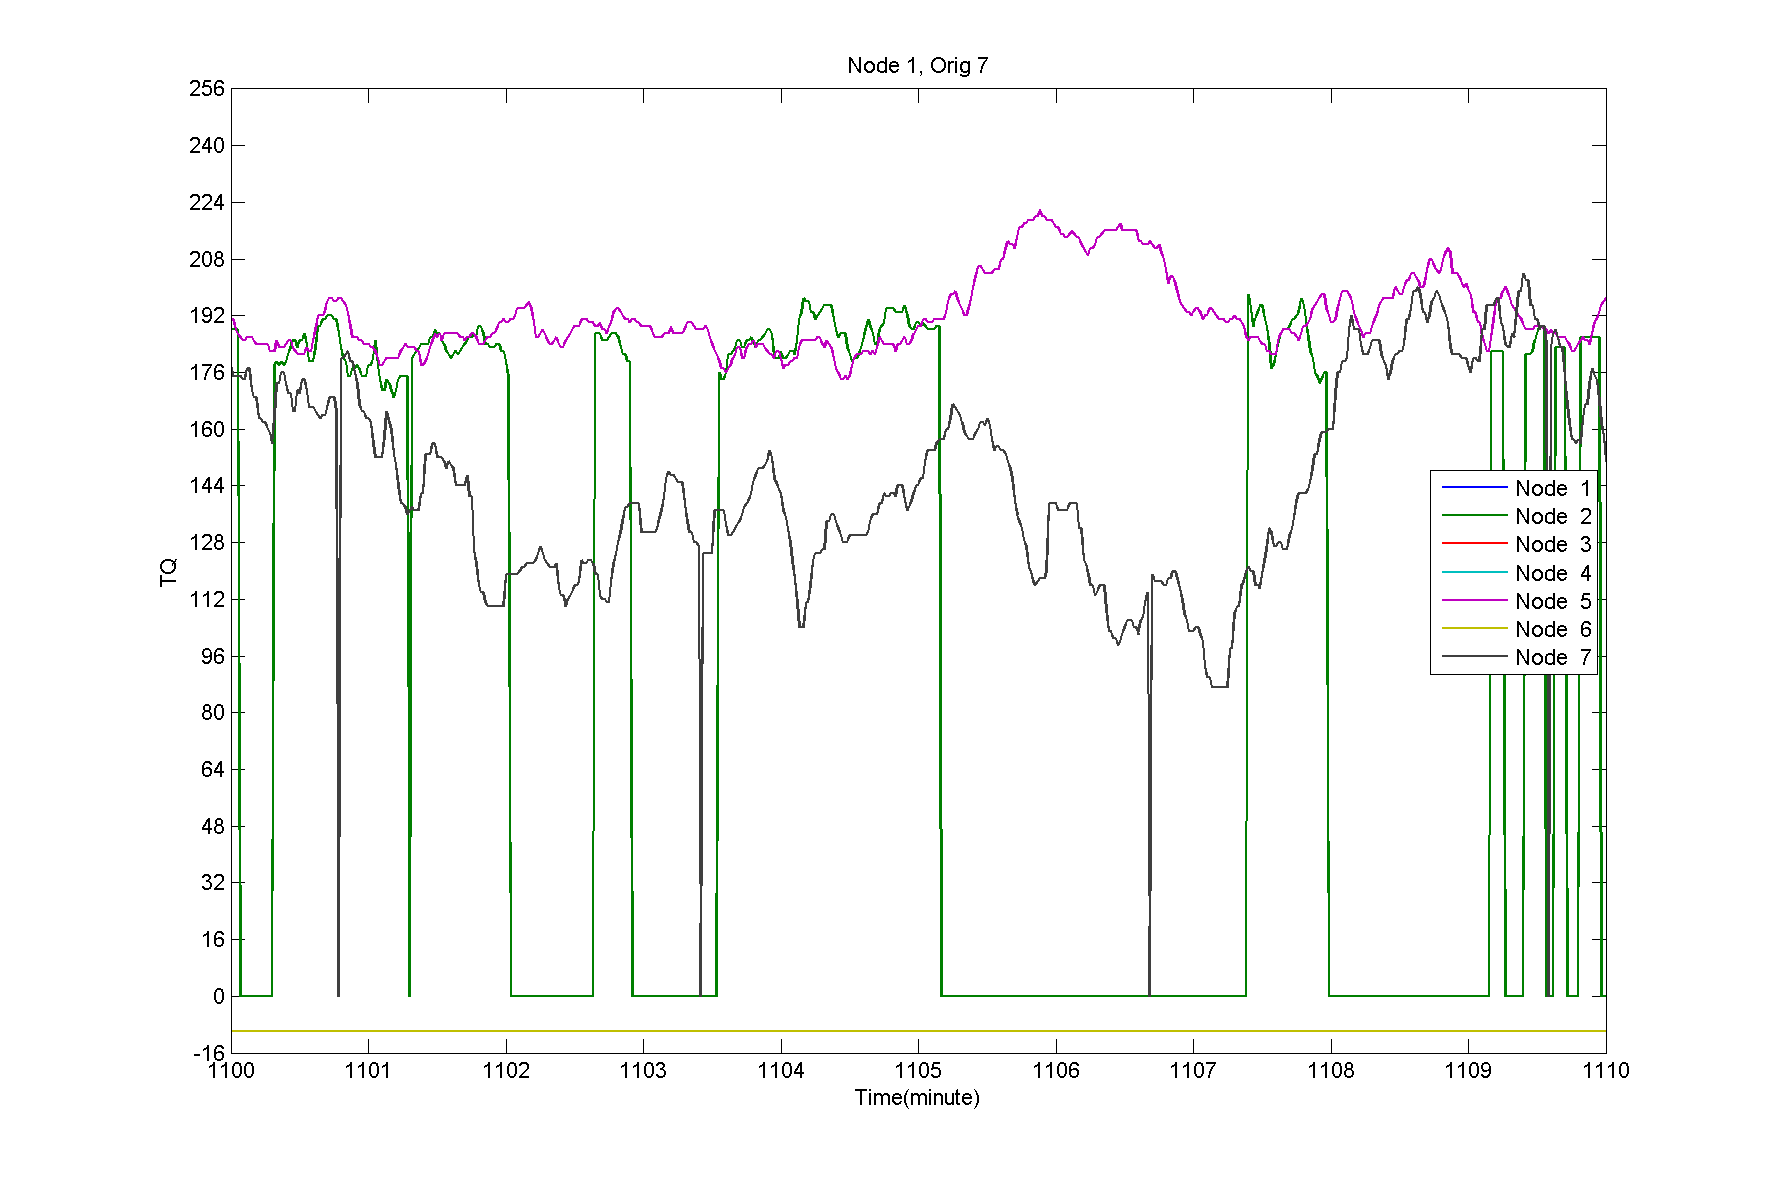 Node 1, Orig 7
256
240
224
208
192
176
160
144
128
112
96
80
64
48
32
16
0
-16
TQ
Node 1
Node 2
Node 3
Node 4
Node 5
Node 6
Node 7
1100 1101 1102 1103 1104 1105 1106 1107 1108 1109 1110
Time(minute)